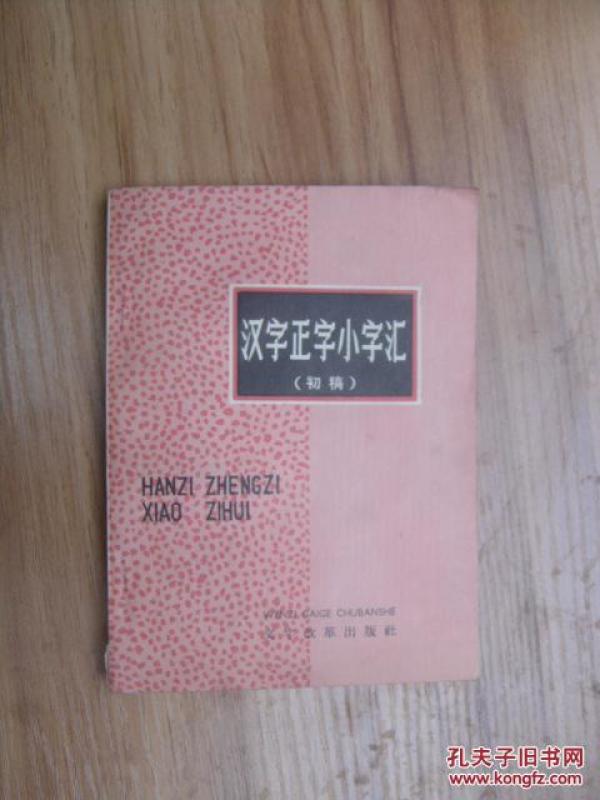 汉字正字小字汇
（初稿）
HANZI ZHENGZI
XIAO ZIHUI
WENZI GAIGE CHUBANSHE
文字改革出版社
孔夫子旧书网
www.kongfz.com